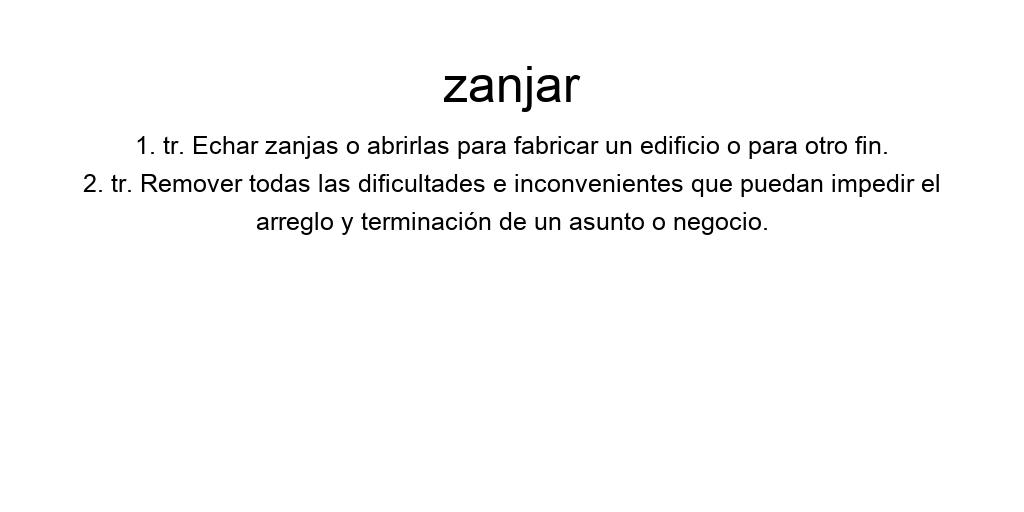 zanjar
1. tr. Echar zanjas o abrirlas para fabricar un edificio o para otro fin.
2. tr. Remover todas las dificultades e inconvenientes que puedan impedir el
arreglo y terminación de un asunto o negocio.